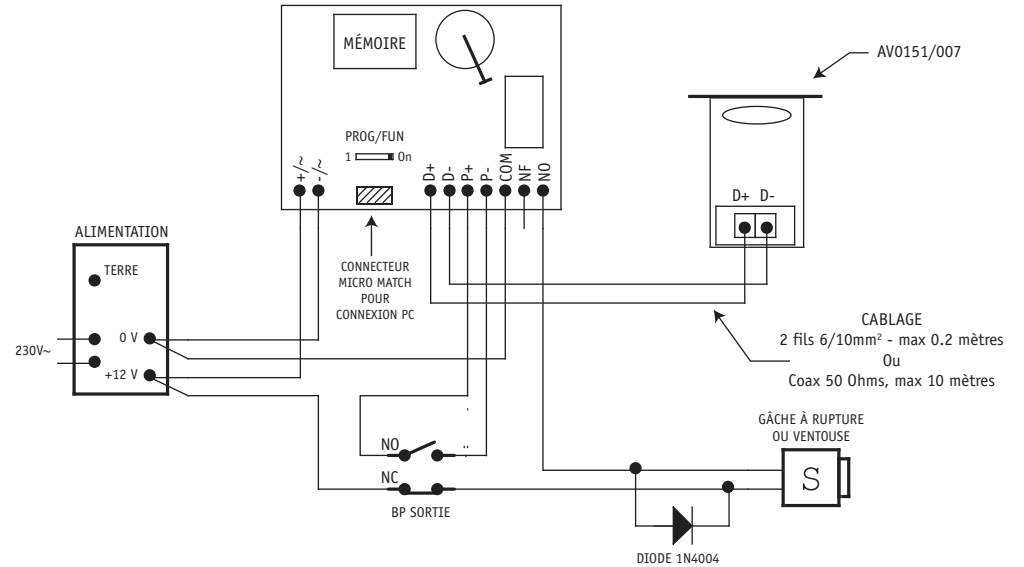 MÉMOIRE
PROG/FUN
1 On
+/~
-/~
D+
D-
P+
P-
COM
NF
NO
AV0151/007
D+ D-
ALIMENTATION
TERRE
0 V
230V~
+12 V
CONNECTEUR
MICRO MATCH
POUR
CONNEXION PC
CABLAGE
2 fils 6/10mm² - max 0.2 mètres
Ou
Coax 50 Ohms, max 10 mètres
GÂCHE À RUPTURE
OU VENTOUSE
NO
NC
S
BP SORTIE
DIODE 1N4004